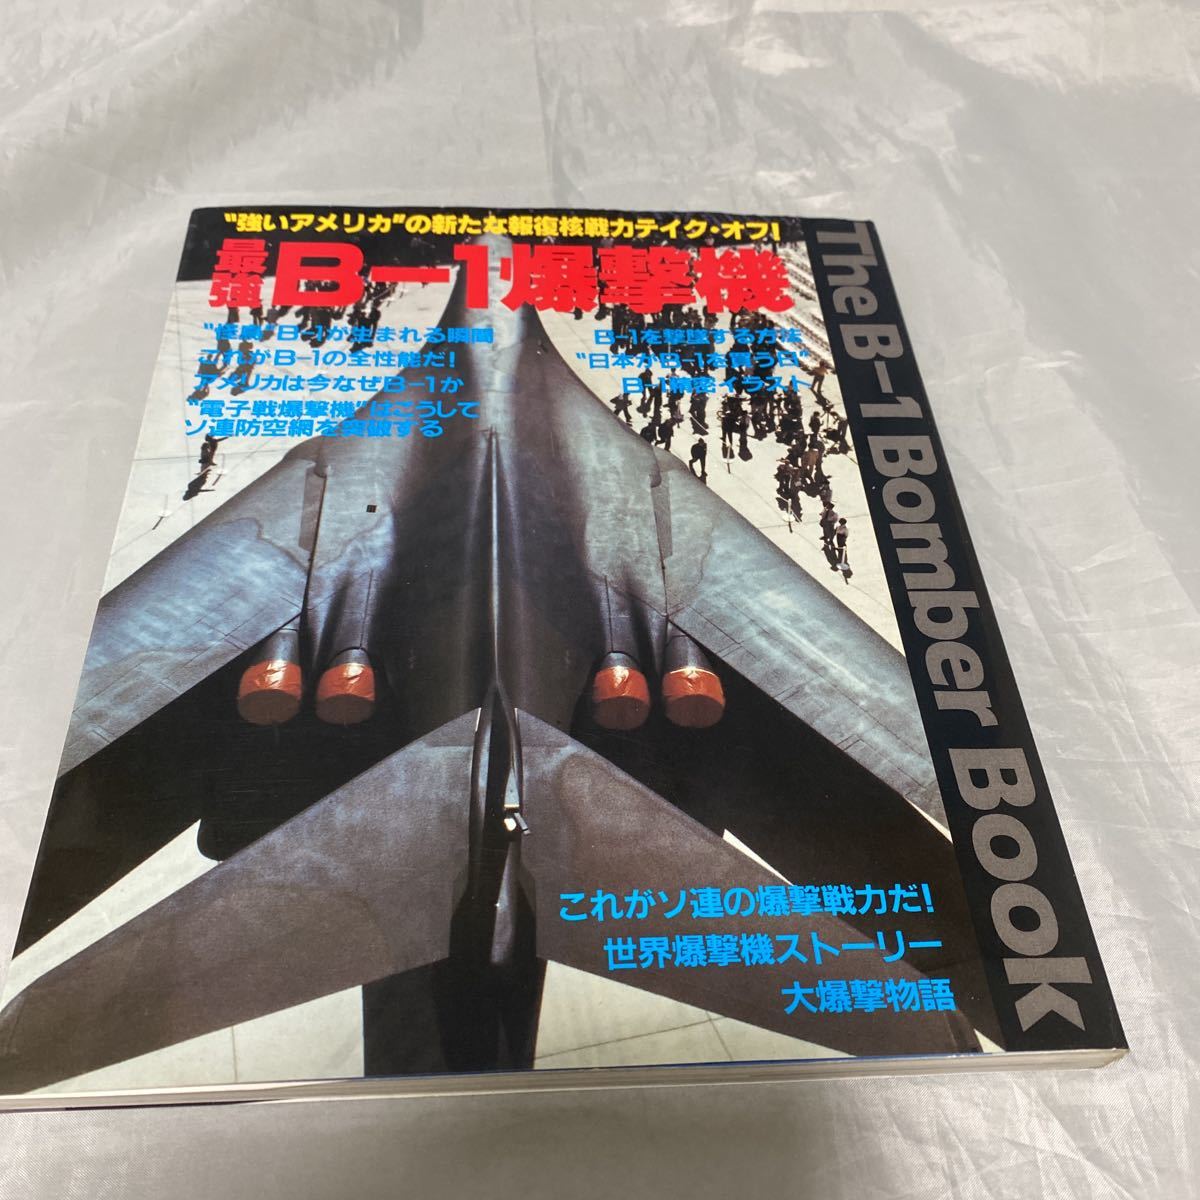 “強いアメリカ”の新たな報復核戦力テイク・オフ!
最強B-1爆撃機
“怪鳥”B-1が生まれる瞬間
これがB-1の全性能だ!
アメリカは今なぜB-1か
“電子戦爆撃機”はこうして
ソ連防空網を突破する
B-1を撃墜する方法
“日本がB-1を買う日”
B-1精密イラスト
これがソ連の爆撃戦力だ!
世界爆撃機ストーリー
大爆撃物語
The B-1 Bomber Book